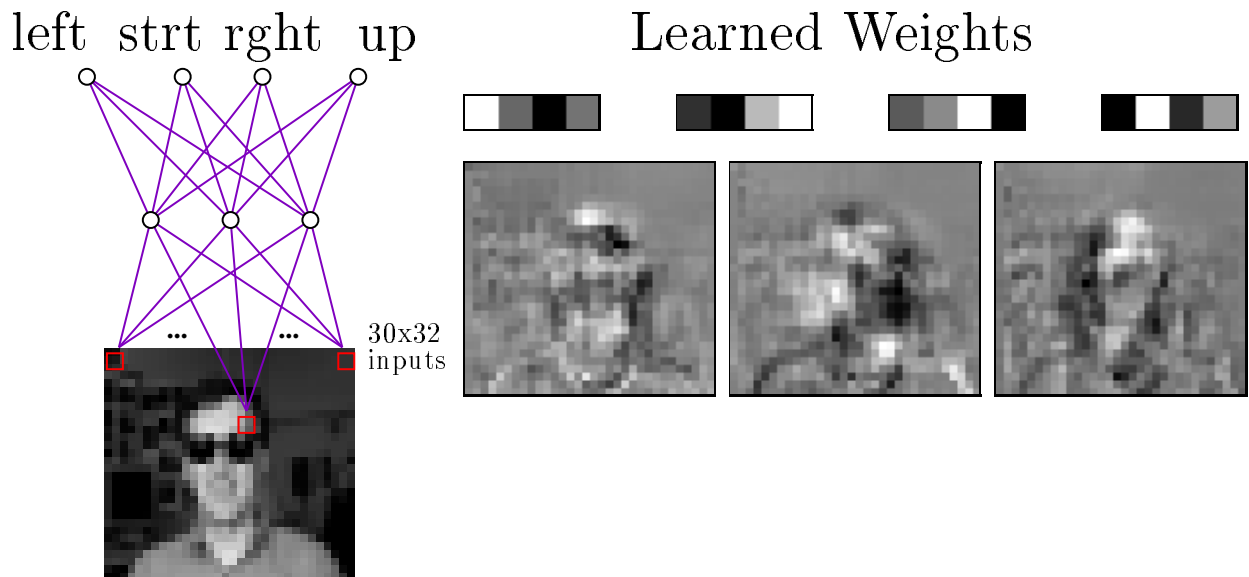 left strt rght up
Learned Weights
... ...
30x32
inputs